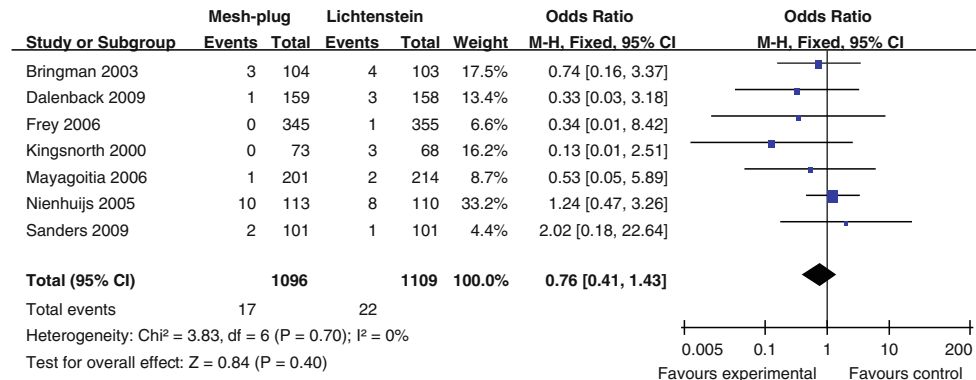 Mesh-plug Lichtenstein Odds Ratio Odds Ratio
Study or Subgroup Events Total Events Total Weight M-H, Fixed, 95% CI M-H, Fixed, 95% CI
Bringman 2003 3 104 4 103 17.5% 0.74 [0.16, 3.37]
Dalenback 2009 1 159 3 158 13.4% 0.33 [0.03, 3.18]
Frey 2006 0 345 1 355 6.6% 0.34 [0.01, 8.42]
Kingsnorth 2000 0 73 3 68 16.2% 0.13 [0.01, 2.51]
Mayagoitia 2006 1 201 2 214 8.7% 0.53 [0.05, 5.89]
Nienhuijs 2005 10 113 8 110 33.2% 1.24 [0.47, 3.26]
Sanders 2009 2 101 1 101 4.4% 2.02 [0.18, 22.64]
Total (95% CI) 1096 1109 100.0% 0.76 [0.41, 1.43]
Total events 17 22
Heterogeneity: Chi² = 3.83, df = 6 (P = 0.70); I² = 0%
Test for overall effect: Z = 0.84 (P = 0.40)
0.005 0.1 1 10 200
Favours experimental Favours control